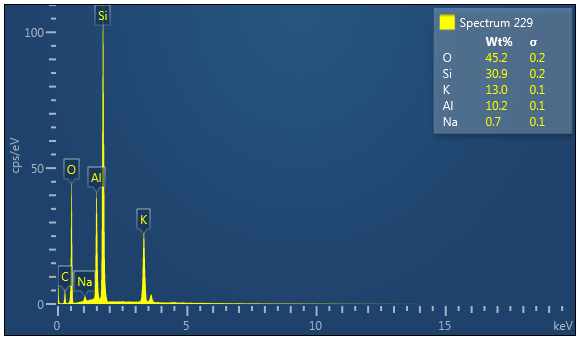 Si
100
Spectrum 229
Wt% σ
O 45.2 0.2
Si 30.9 0.2
K 13.0 0.1
Al 10.2 0.1
Na 0.7 0.1
cps/eV
50
O
Al
K
C
Na
0
0 5 10 15 keV